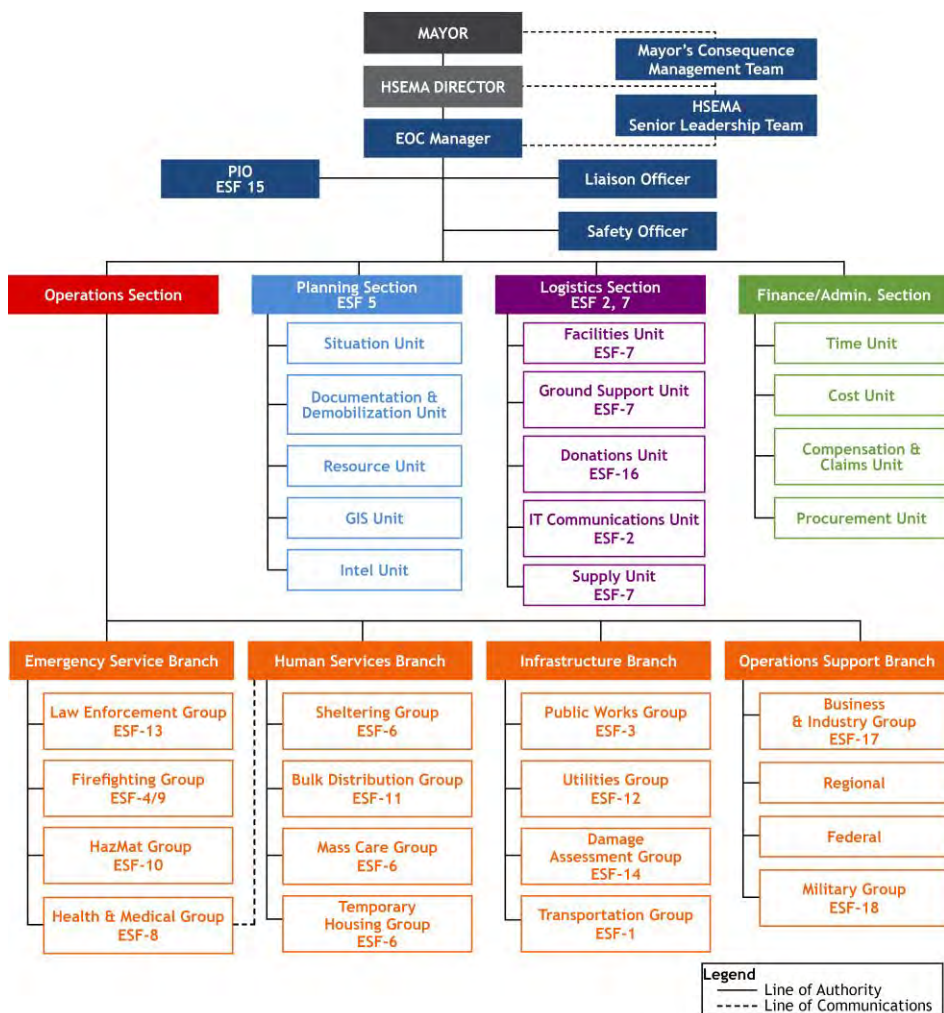 MAYOR
Mayor's Consequence
Management Team
HSEMA DIRECTOR
HSEMA
Senior Leadership Team
EOC Manager
PIO
ESF 15
Liaison Officer
Safety Officer
Operations Section
Planning Section
ESF 5
Logistics Section
ESF 2, 7
Finance/Admin. Section
Situation Unit
Documentation &
Demobilization Unit
Resource Unit
GIS Unit
Intel Unit
Facilities Unit
ESF-7
Ground Support Unit
ESF-7
Donations Unit
ESF-16
IT Communications Unit
ESF-2
Supply Unit
ESF-7
Time Unit
Cost Unit
Compensation &
Claims Unit
Procurement Unit
Emergency Service Branch
Human Services Branch
Infrastructure Branch
Operations Support Branch
Law Enforcement Group
ESF-13
Firefighting Group
ESF-4/9
HazMat Group
ESF-10
Health & Medical Group
ESF-8
Sheltering Group
ESF-6
Bulk Distribution Group
ESF-11
Mass Care Group
ESF-6
Temporary
Housing Group
ESF-6
Public Works Group
ESF-3
Utilities Group
ESF-12
Damage
Assessment Group
ESF-14
Transportation Group
ESF-1
Business
& Industry Group
ESF-17
Regional
Federal
Military Group
ESF-18
Legend
Line of Authority
Line of Communications